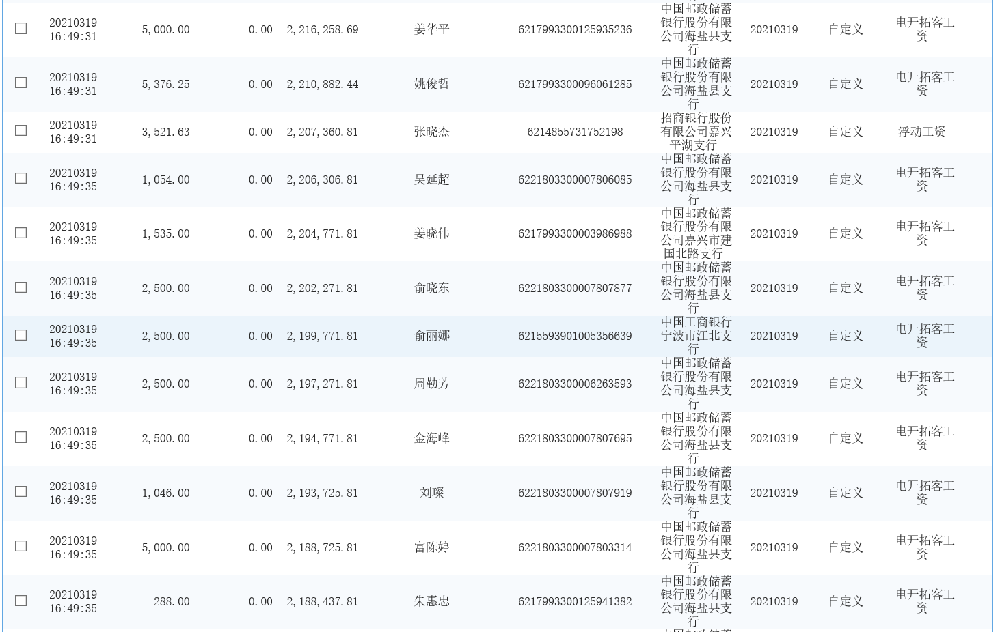 20210319
16:49:31
5,000.00
0.00
2,216,258.69
姜华平
6217993300125935236
中国邮政储蓄
银行股份有限
公司海盐县支
行
20210319
自定义
电开拓客工
资
20210319
16:49:31
5,376.25
0.00
2,210,882.44
姚俊哲
6217993300096061285
中国邮政储蓄
银行股份有限
公司海盐县支
行
20210319
自定义
电开拓客工
资
20210319
16:49:31
3,521.63
0.00
2,207,360.81
张晓杰
6214855731752198
招商银行股份
有限公司嘉兴
平湖支行
20210319
自定义
浮动工资
20210319
16:49:35
1,054.00
0.00
2,206,306.81
吴延超
6221803300007806085
中国邮政储蓄
银行股份有限
公司海盐县支
行
20210319
自定义
电开拓客工
资
20210319
16:49:35
1,535.00
0.00
2,204,771.81
姜晓伟
6217993300003986988
中国邮政储蓄
银行股份有限
公司嘉兴市建
国北路支行
20210319
自定义
电开拓客工
资
20210319
16:49:35
2,500.00
0.00
2,202,271.81
俞晓东
6221803300007807877
中国邮政储蓄
银行股份有限
公司海盐县支
行
20210319
自定义
电开拓客工
资
20210319
16:49:35
2,500.00
0.00
2,199,771.81
俞丽娜
6215593901005356639
中国工商银行
宁波市江北支
行
20210319
自定义
电开拓客工
资
20210319
16:49:35
2,500.00
0.00
2,197,271.81
周勤芳
6221803300006263593
中国邮政储蓄
银行股份有限
公司海盐县支
行
20210319
自定义
电开拓客工
资
20210319
16:49:35
2,500.00
0.00
2,194,771.81
金海峰
6221803300007807695
中国邮政储蓄
银行股份有限
公司海盐县支
行
20210319
自定义
电开拓客工
资
20210319
16:49:35
1,046.00
0.00
2,193,725.81
刘璨
6221803300007807919
中国邮政储蓄
银行股份有限
公司海盐县支
行
20210319
自定义
电开拓客工
资
20210319
16:49:35
5,000.00
0.00
2,188,725.81
富陈婷
6221803300007803314
中国邮政储蓄
银行股份有限
公司海盐县支
行
20210319
自定义
电开拓客工
资
20210319
16:49:35
288.00
0.00
2,188,437.81
朱惠忠
6217993300125941382
中国邮政储蓄
银行股份有限
公司海盐县支
行
20210319
自定义
电开拓客工
资